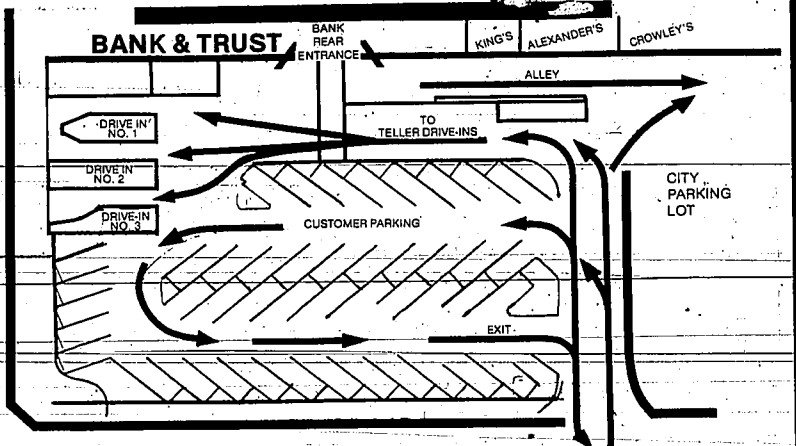 BANK & TRUST
BANK
REAR
ENTRANCE
KING'S
ALEXANDER'S
CROWLEY'S
ALLEY
DRIVE IN
NO. 1
TO
TELLER DRIVE-INS
DRIVE IN
NO. 2
CITY
PARKING
LOT
DRIVE-IN
NO. 3
CUSTOMER PARKING
EXIT